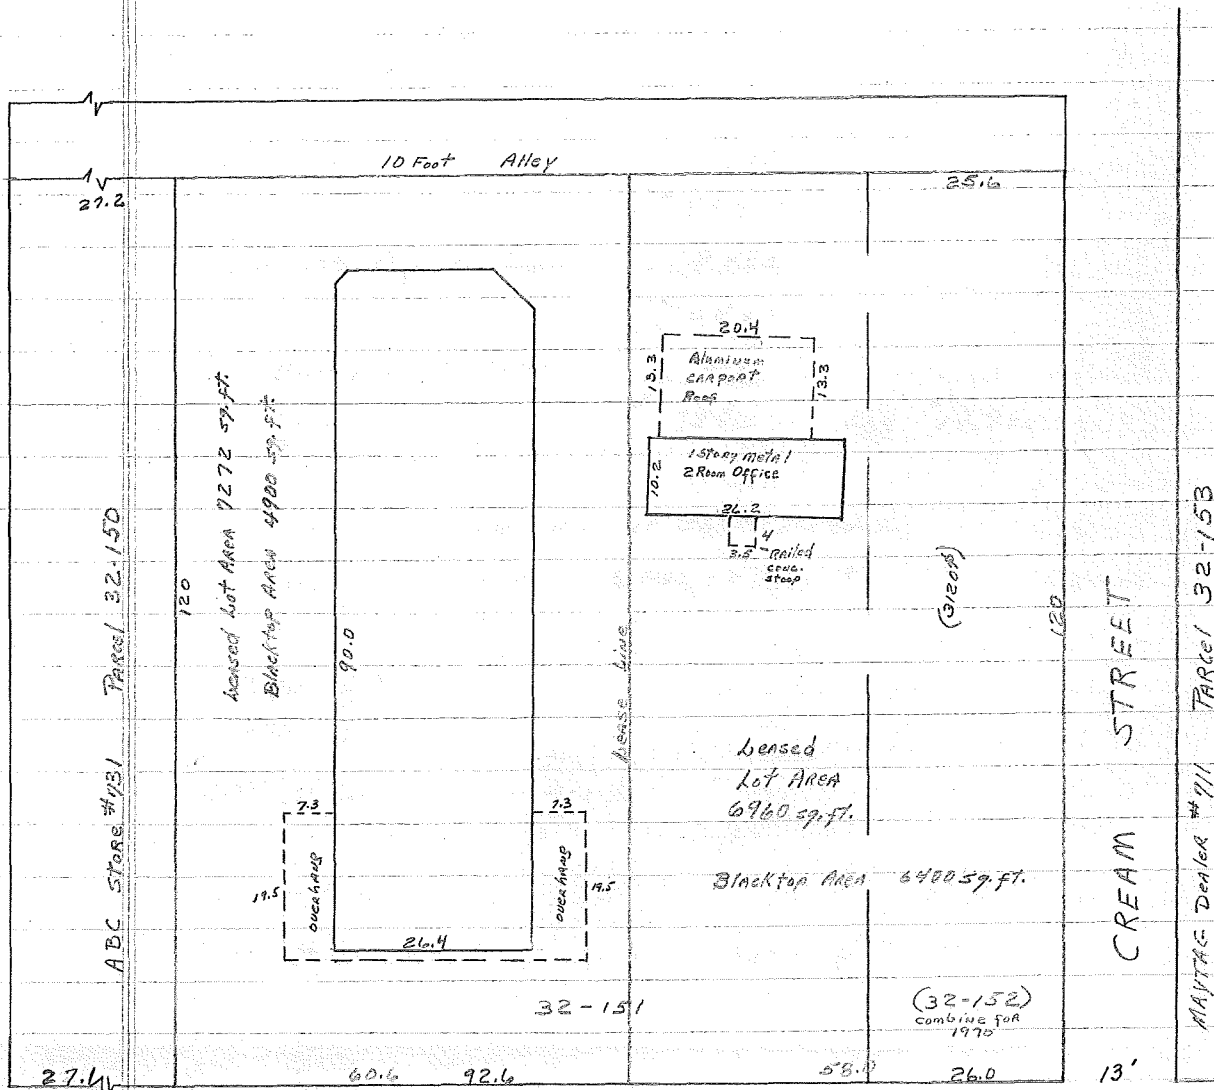 10 Foot Alley
27.2
25.6
20.4
13.3
13.3
Aluminum
carport
Roof
1 Story metal
2 Room Office
10.2
26.2
4
3.5
Railed
conc.
stoop
Leased Lot Area 7272 sq.ft.
Blacktop Area 4900 sq.ft.
120
90.0
Lease Line
ABC Store #731 Parcel 32-150
120
CREAM STREET
MAYTAG Dealer #711 PARCEL 32-153
Leased
Lot AREA
6960 sq.ft.
Blacktop Area 6400 sq.ft.
7.3
7.3
19.5
OVERHANG
OVERHANG
19.5
26.4
32-151
(32-152)
combine for
1970
27.4
60.6
92.6
58.0
26.0
13'